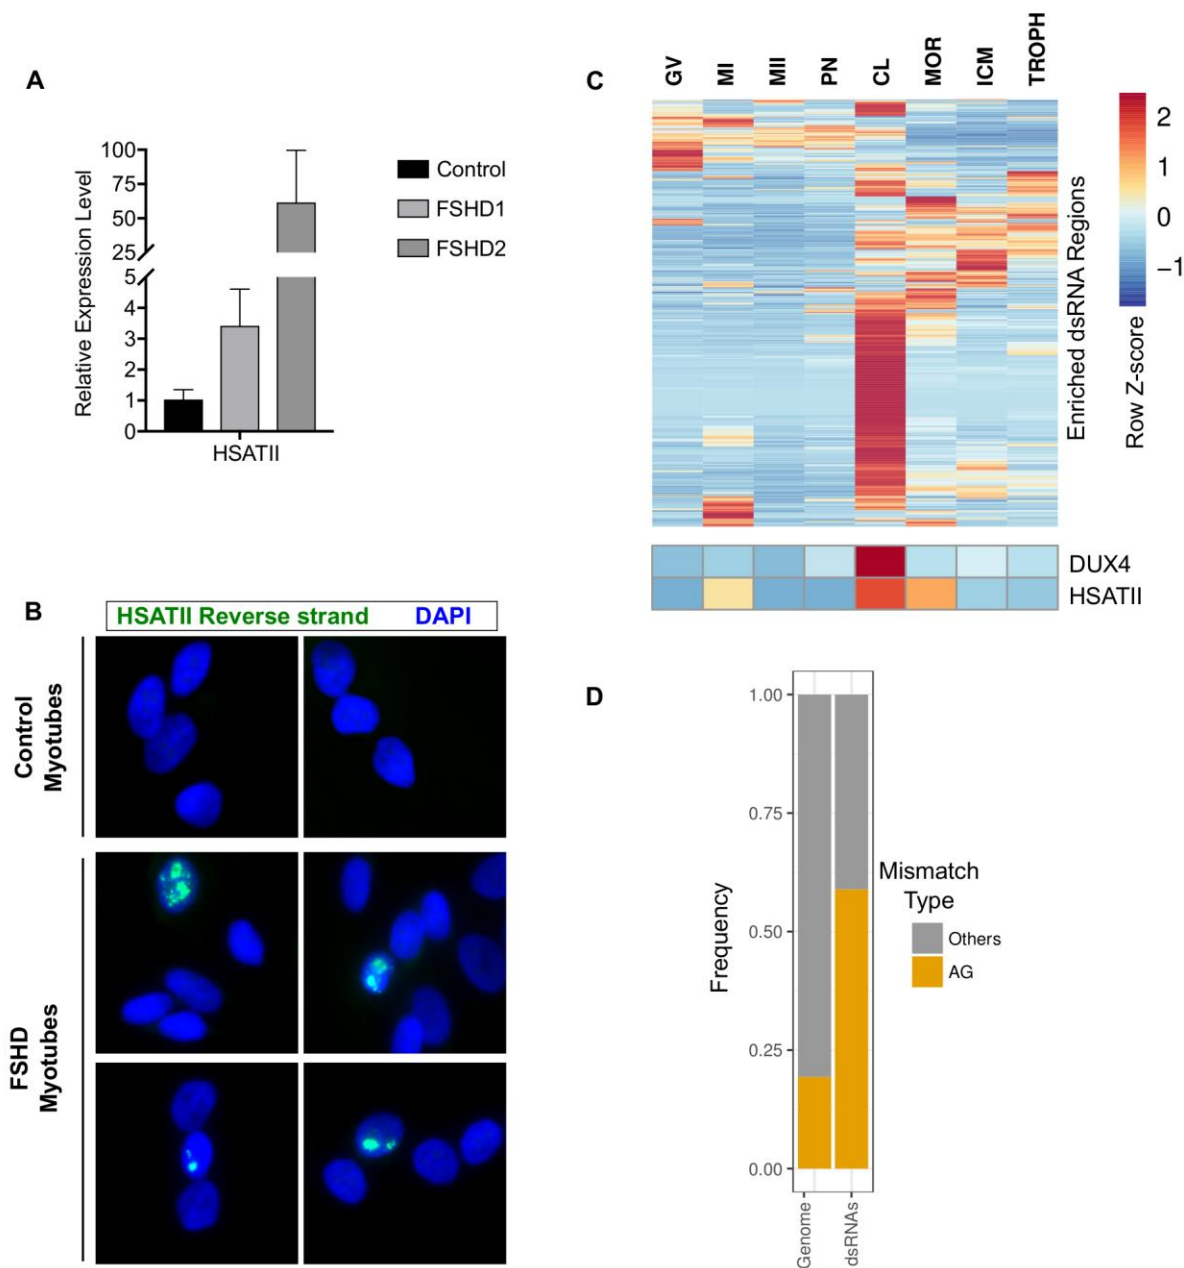 A
100
75
50
25
5
4
3
2
1
0
Relative Expression Level
HSATII
Control
FSHD1
FSHD2
B
HSATII Reverse strand DAPI
Control
Myotubes
FSHD
Myotubes
C
GV MI MII PN CL MOR ICM TROPH
Enriched dsRNA Regions
2
1
0
−1
Row Z-score
DUX4
HSATII
D
1.00
0.75
0.50
0.25
0.00
Frequency
Genome
dsRNAs
Mismatch
Type
Others
AG